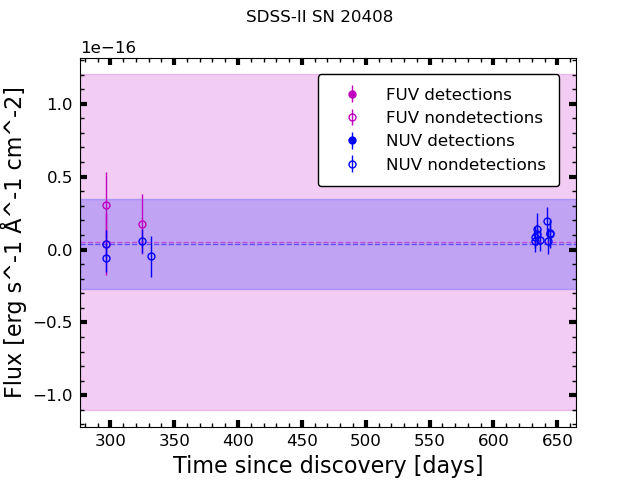 SDSS-II SN 20408
1e−16
FUV detections
FUV nondetections
NUV detections
NUV nondetections
1.0
0.5
0.0
−0.5
−1.0
Flux [erg s^-1 Å^-1 cm^-2]
300 350 400 450 500 550 600 650
Time since discovery [days]